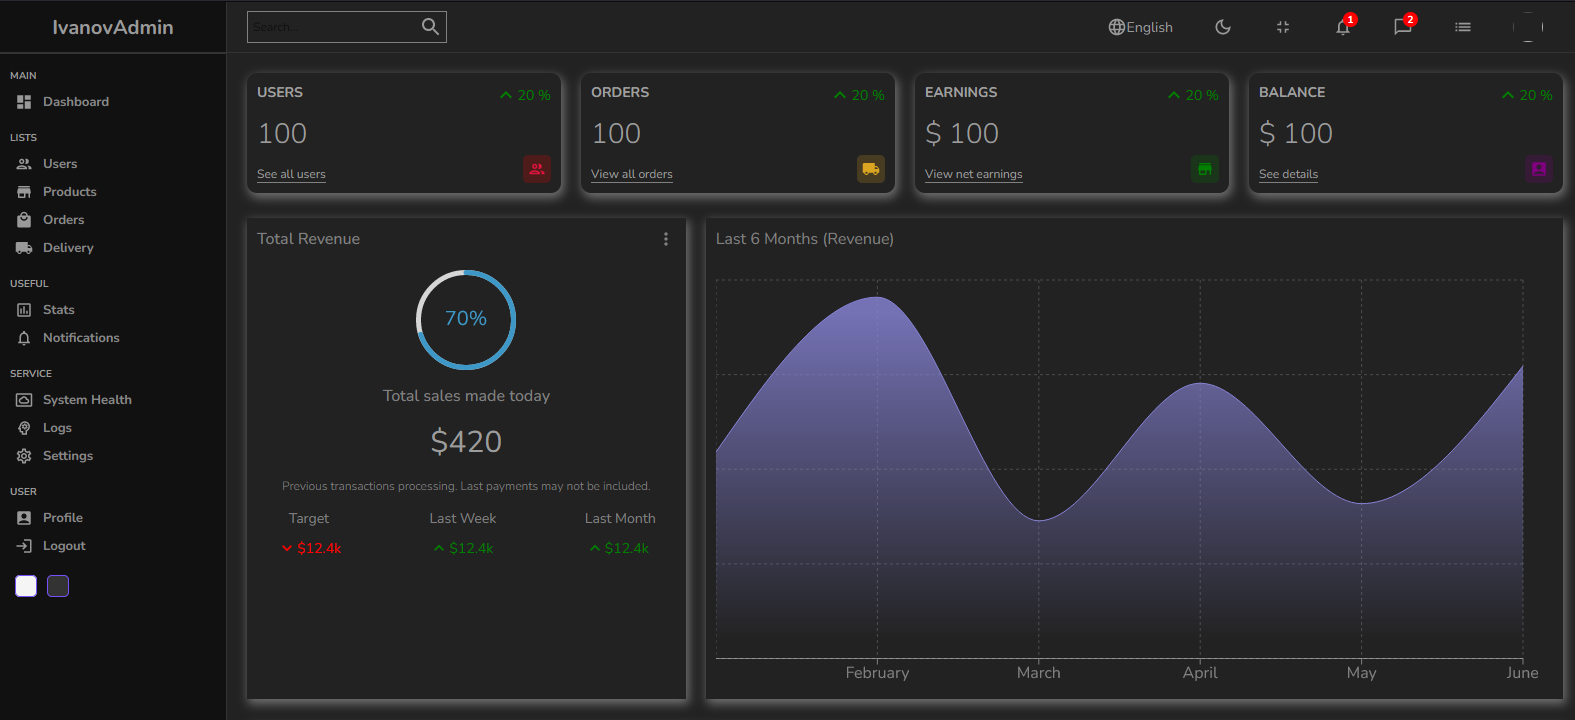 IvanovAdmin
Search...
English
1
2
MAIN
Dashboard
LISTS
Users
Products
Orders
Delivery
USEFUL
Stats
Notifications
SERVICE
System Health
Logs
Settings
USER
Profile
Logout
USERS
20 %
100
See all users
ORDERS
20 %
100
View all orders
EARNINGS
20 %
$ 100
View net earnings
BALANCE
20 %
$ 100
See details
Total Revenue
70%
Total sales made today
$420
Previous transactions processing. Last payments may not be included.
Target
Last Week
Last Month
$12.4k
$12.4k
$12.4k
Last 6 Months (Revenue)
February
March
April
May
June